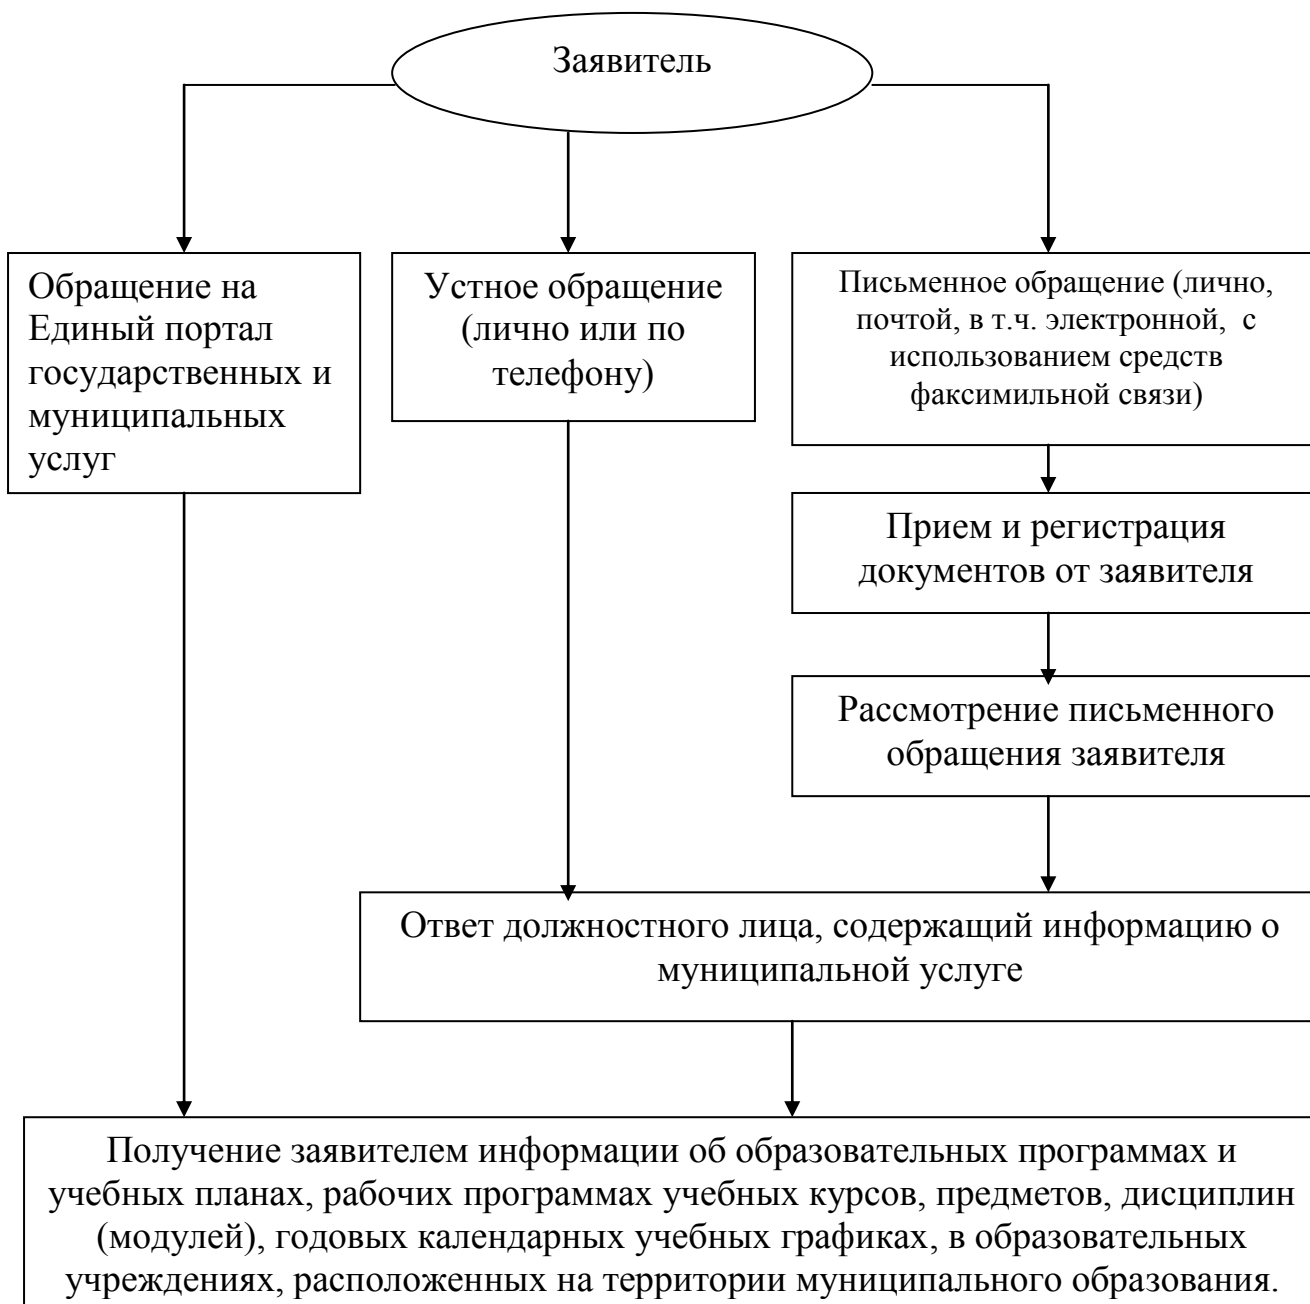 Заявитель
Обращение на
Единый портал
государственных и
муниципальных
услуг
Устное обращение
(лично или по
телефону)
Письменное обращение (лично,
почтой, в т.ч. электронной, с
использованием средств
факсимильной связи)
Прием и регистрация
документов от заявителя
Рассмотрение письменного
обращения заявителя
Ответ должностного лица, содержащий информацию о
муниципальной услуге
Получение заявителем информации об образовательных программах и
учебных планах, рабочих программах учебных курсов, предметов, дисциплин
(модулей), годовых календарных учебных графиках, в образовательных
учреждениях, расположенных на территории муниципального образования.